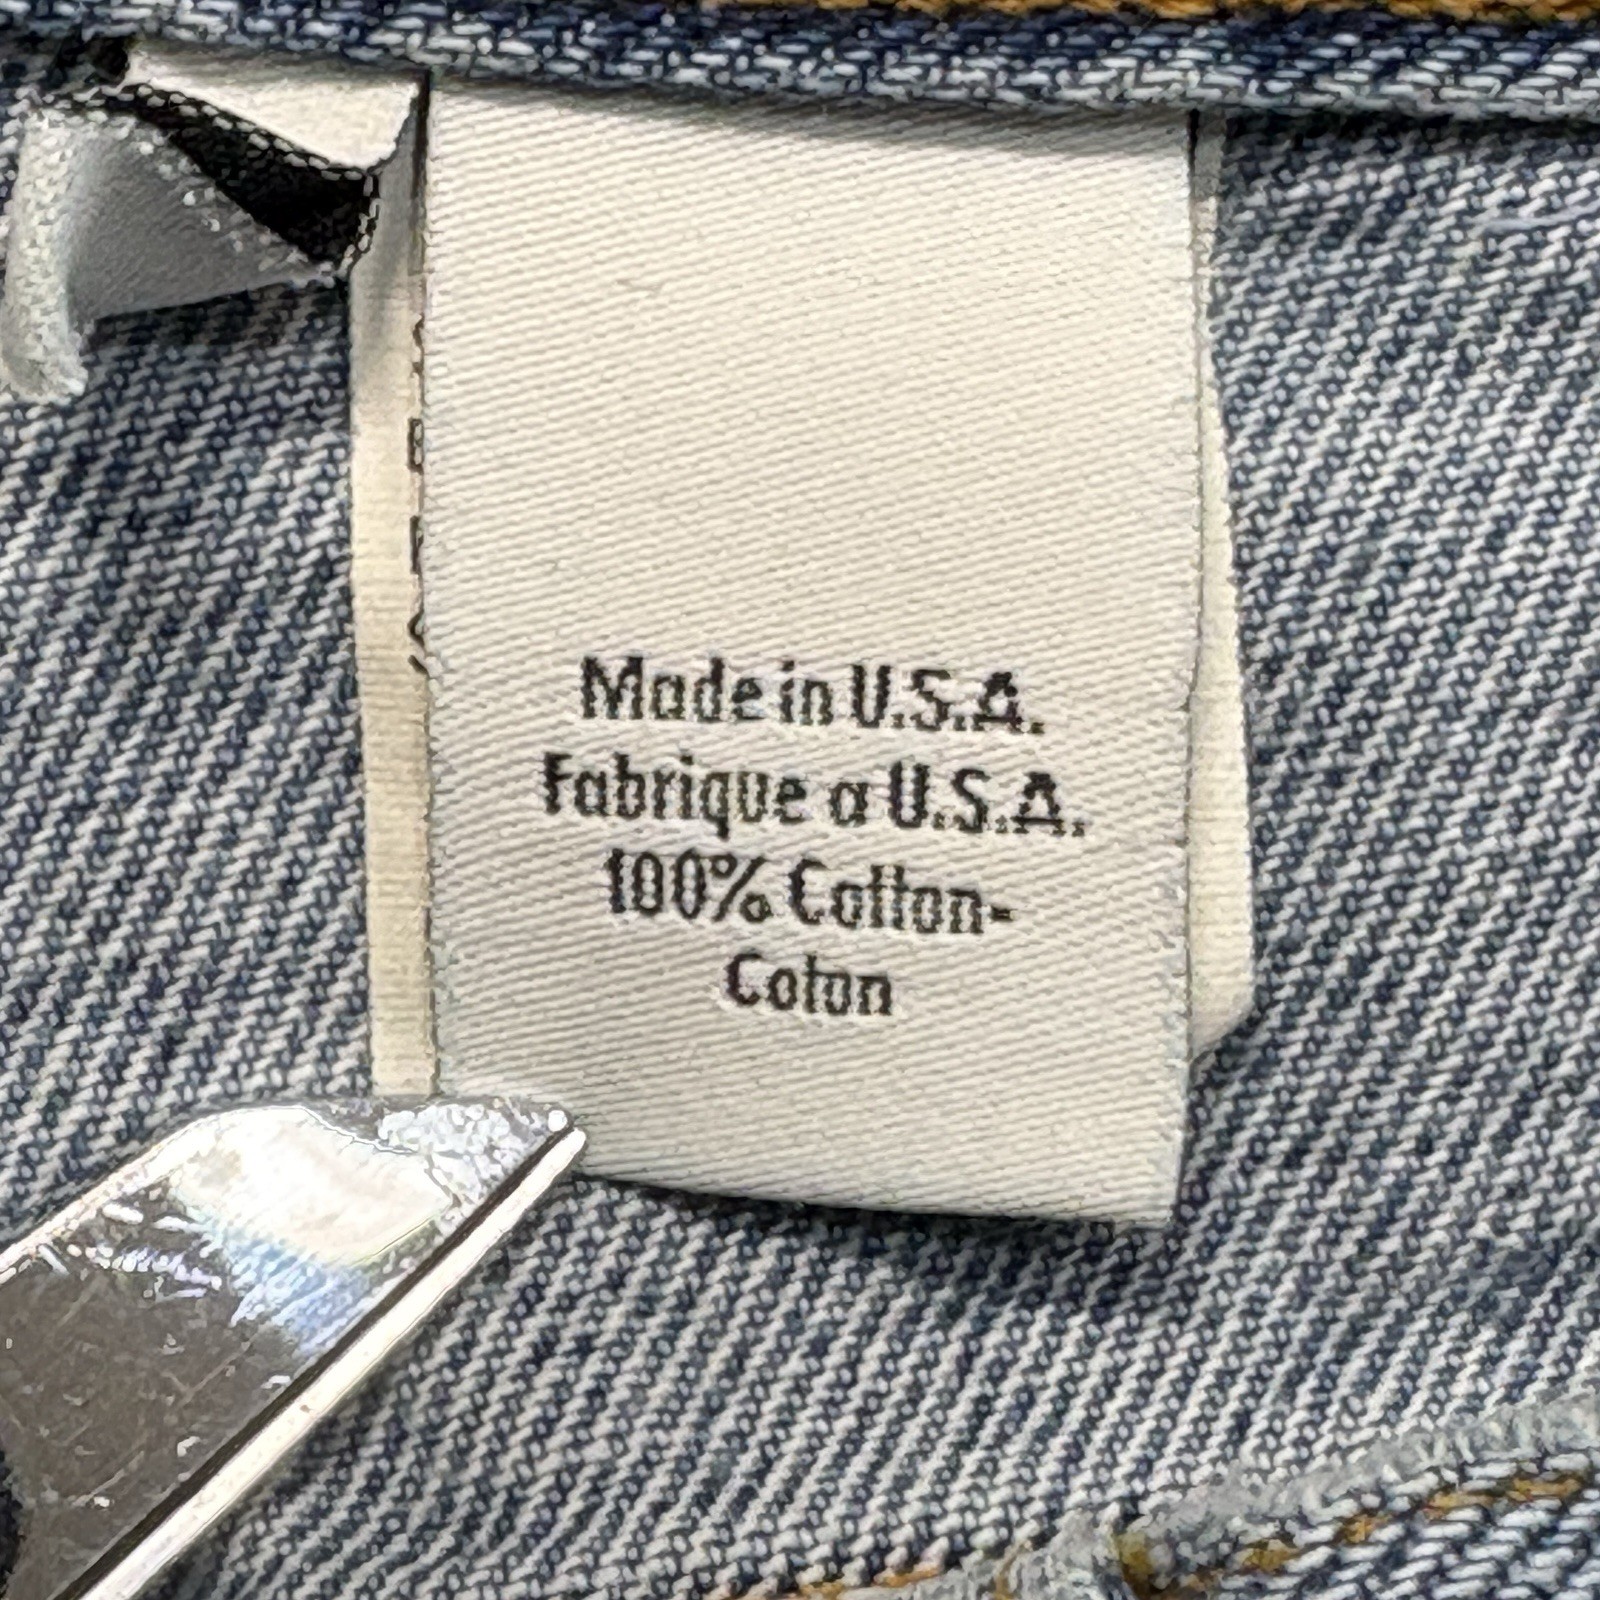 Made in U.S.A.
Fabrique a U.S.A.
100% Cotton-
Coton